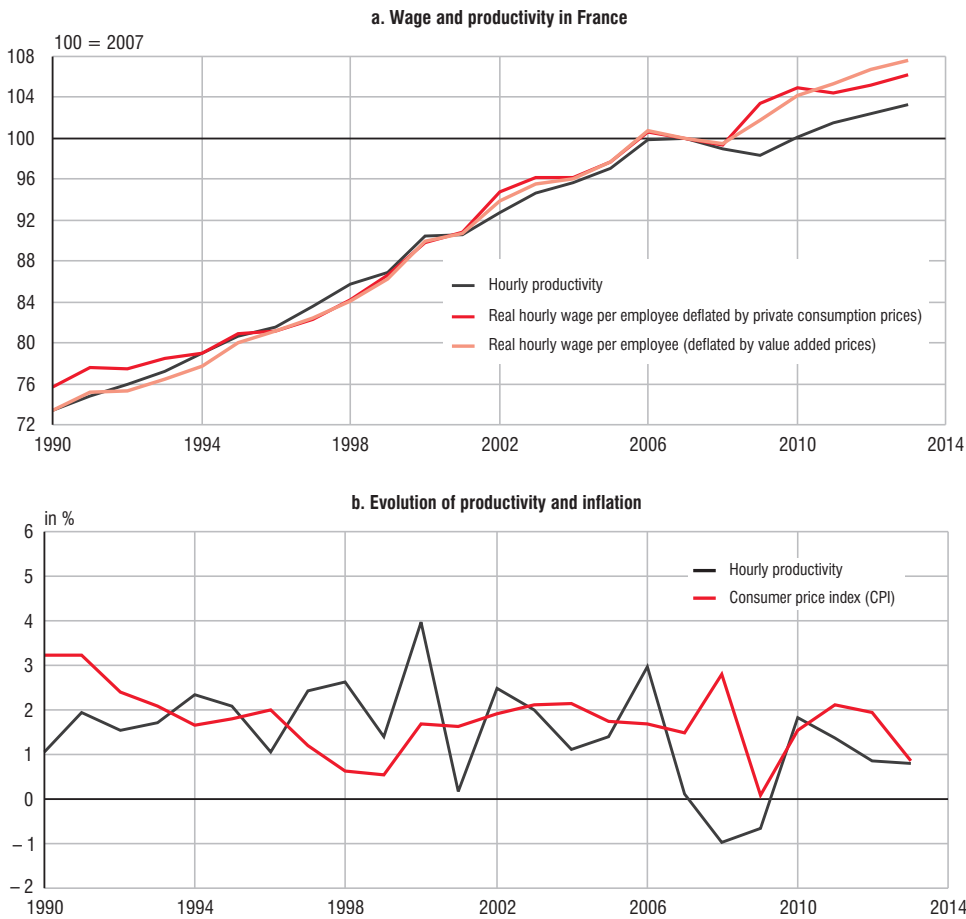 a. Wage and productivity in France
100 = 2007
108
104
100
96
92
88
84
80
76
72
Hourly productivity
Real hourly wage per employee deflated by private consumption prices)
Real hourly wage per employee (deflated by value added prices)
1990 1994 1998 2002 2006 2010 2014
b. Evolution of productivity and inflation
in %
6
5
4
3
2
1
0
– 1
– 2
Hourly productivity
Consumer price index (CPI)
1990 1994 1998 2002 2006 2010 2014